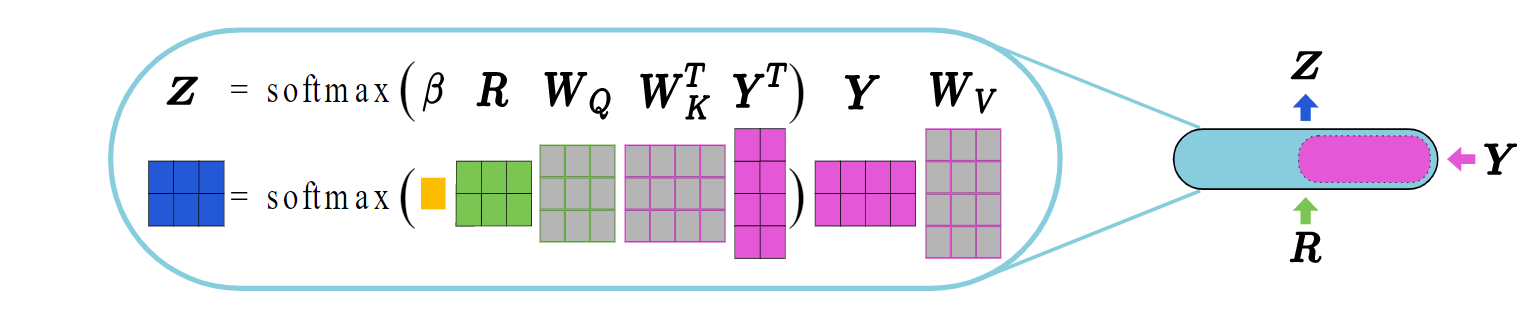 Z = softmax(β R W_Q W_K^T Y^T) Y W_V
= softmax( )
Z
Y
R